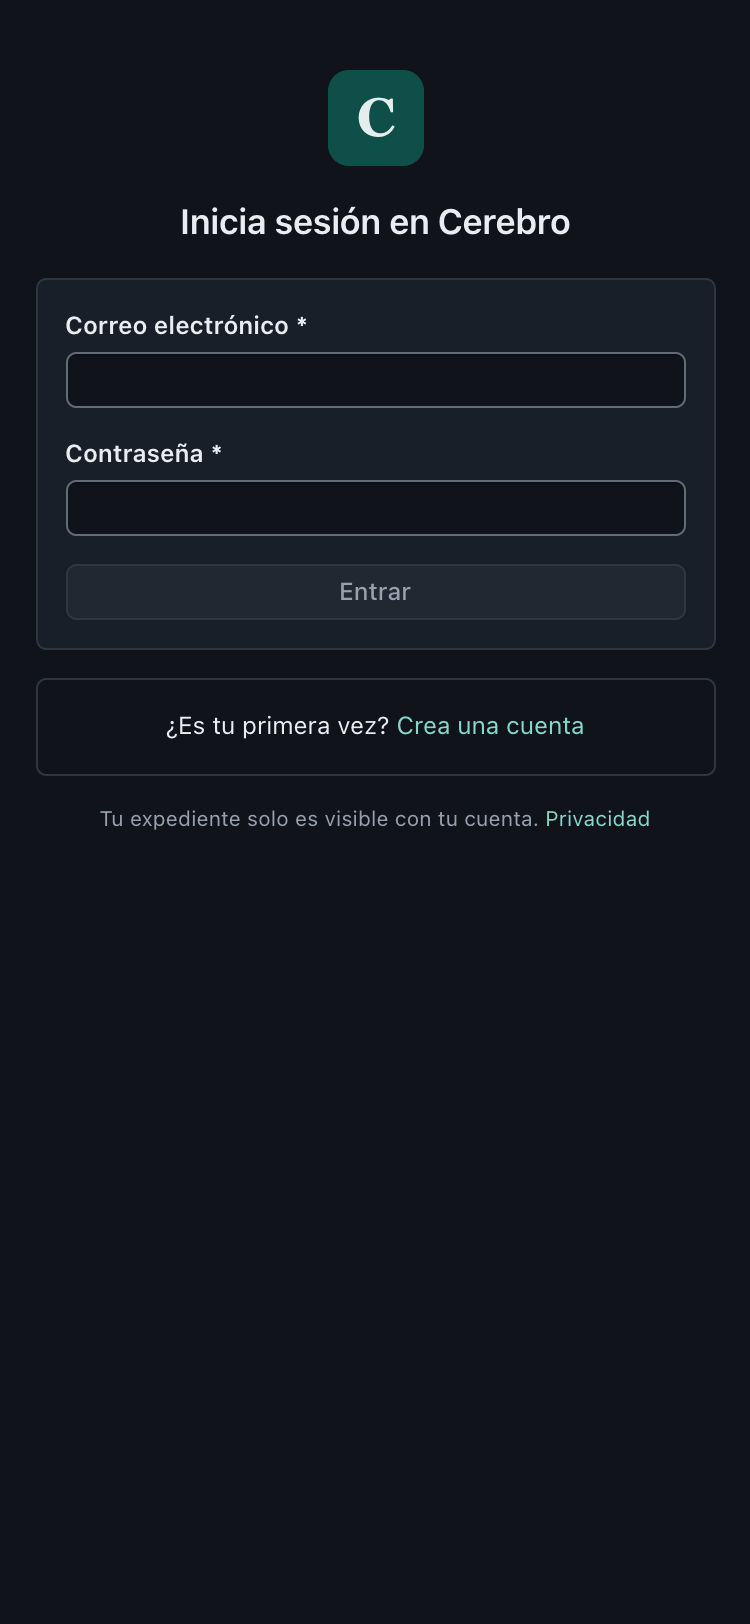 C
Inicia sesión en Cerebro
Correo electrónico *
Contraseña *
Entrar
¿Es tu primera vez? Crea una cuenta
Tu expediente solo es visible con tu cuenta. Privacidad